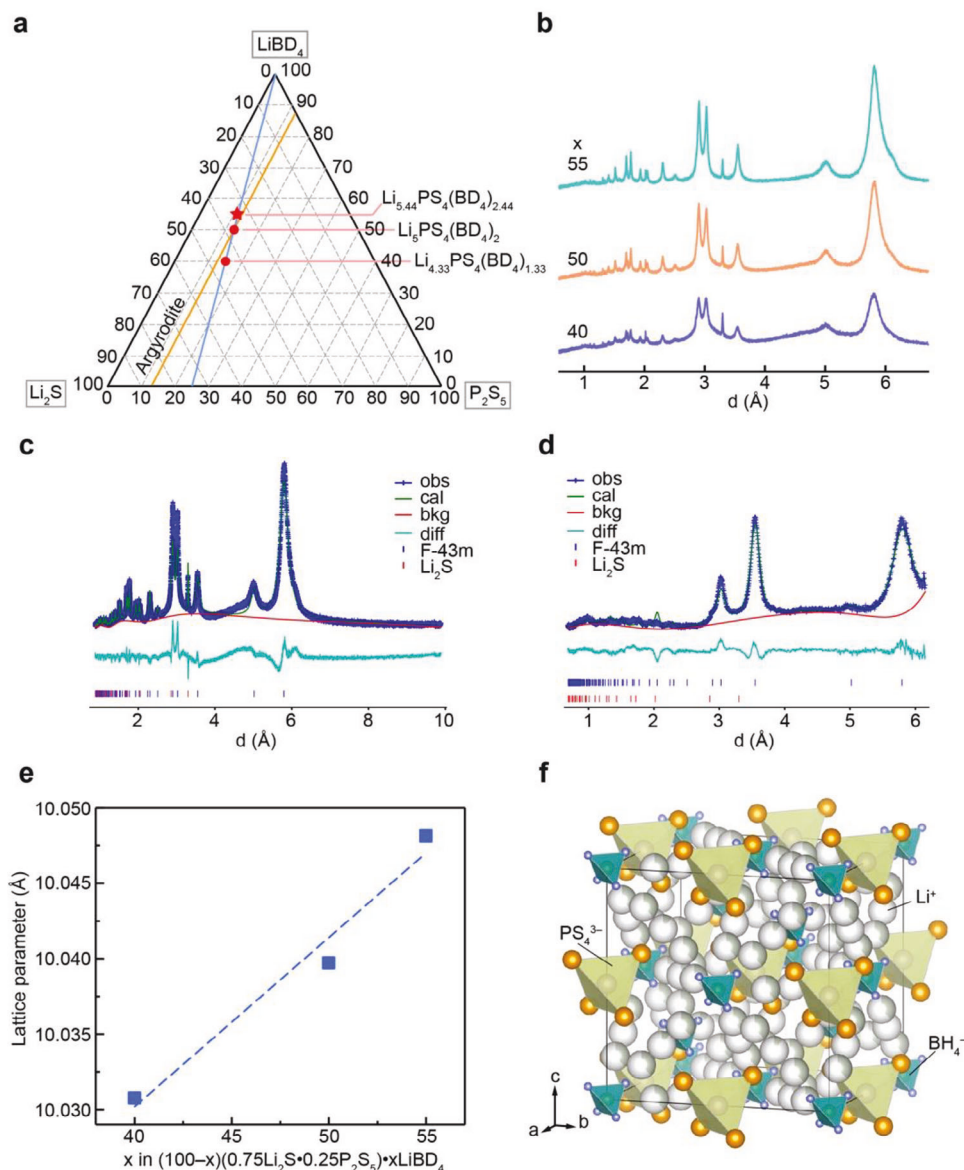 a
LiBD₄
0 100
10 90
20 80
30 70
40 60
50 50
60 40
70 30
80 20
90 10
100 0
Li₅.₄₄PS₄(BD₄)₂.₄₄
Li₅PS₄(BD₄)₂
Li₄.₃₃PS₄(BD₄)₁.₃₃
Argyrodite
Li₂S
0 10 20 30 40 50 60 70 80 90 100
P₂S₅
b
x
55
50
40
1 2 3 4 5 6
d (Å)
c
obs
cal
bkg
diff
F-43m
Li₂S
2 4 6 8 10
d (Å)
d
obs
cal
bkg
diff
F-43m
Li₂S
1 2 3 4 5 6
d (Å)
e
Lattice parameter (Å)
10.050
10.045
10.040
10.035
10.030
40 45 50 55
x in (100–x)(0.75Li₂S•0.25P₂S₅)•xLiBD₄
f
Li⁺
PS₄³⁻
BH₄⁻
c
a b